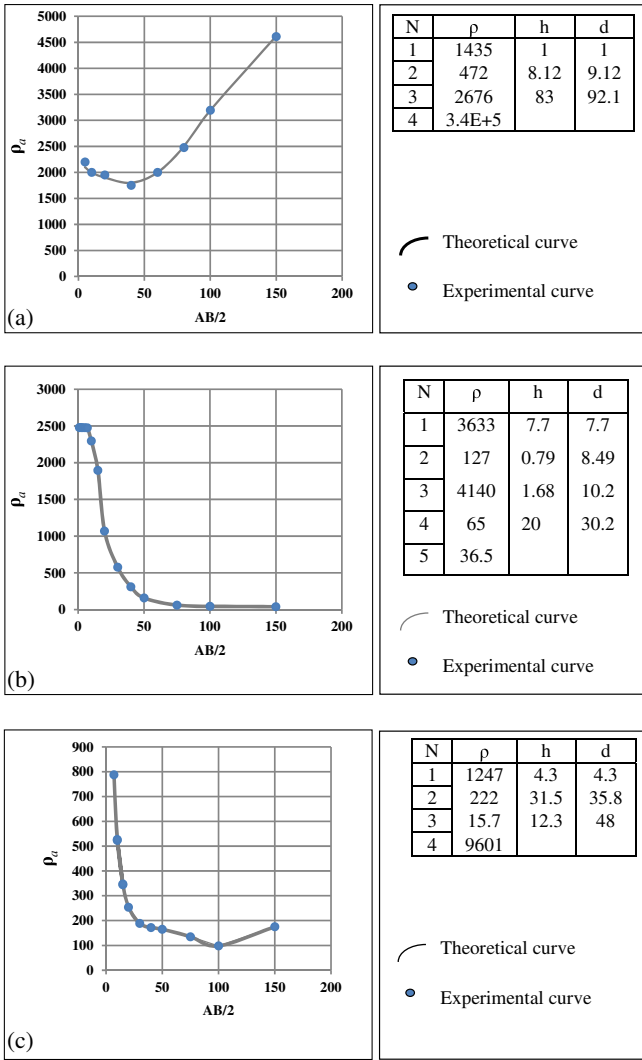 5000
4500
4000
3500
3000
2500
2000
1500
1000
500
0
ρa
0 50 100 150 200
AB/2
(a)
N ρ h d
1 1435 1 1
2 472 8.12 9.12
3 2676 83 92.1
4 3.4E+5
Theoretical curve
Experimental curve
3000
2500
2000
1500
1000
500
0
ρa
0 50 100 150 200
AB/2
(b)
N ρ h d
1 3633 7.7 7.7
2 127 0.79 8.49
3 4140 1.68 10.2
4 65 20 30.2
5 36.5
Theoretical curve
Experimental curve
900
800
700
600
500
400
300
200
100
0
ρa
0 50 100 150 200
AB/2
(c)
N ρ h d
1 1247 4.3 4.3
2 222 31.5 35.8
3 15.7 12.3 48
4 9601
Theoretical curve
Experimental curve